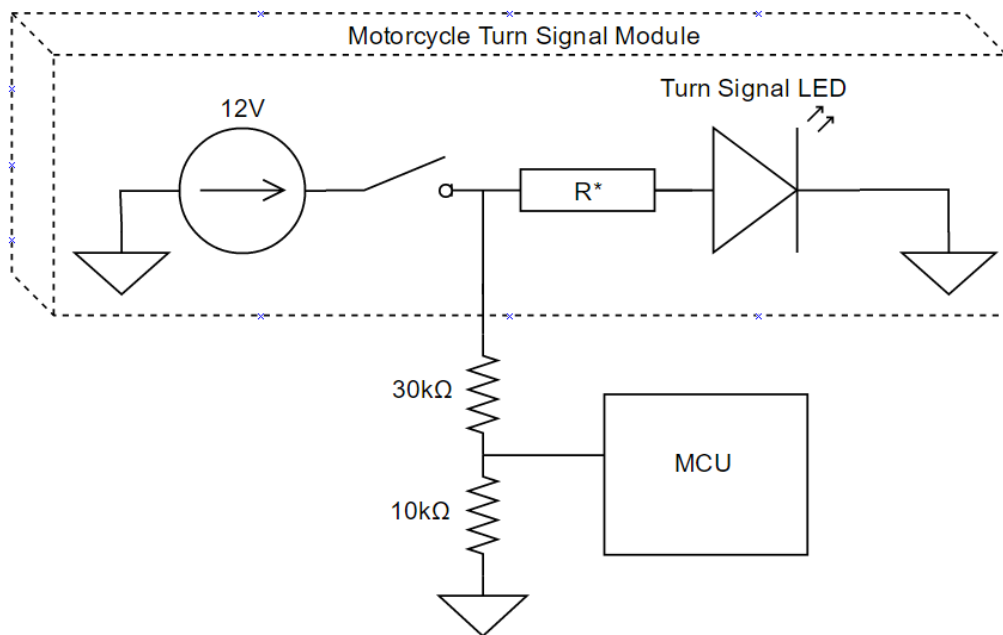 Motorcycle Turn Signal Module
Turn Signal LED
12V
R*
30kΩ
MCU
10kΩ